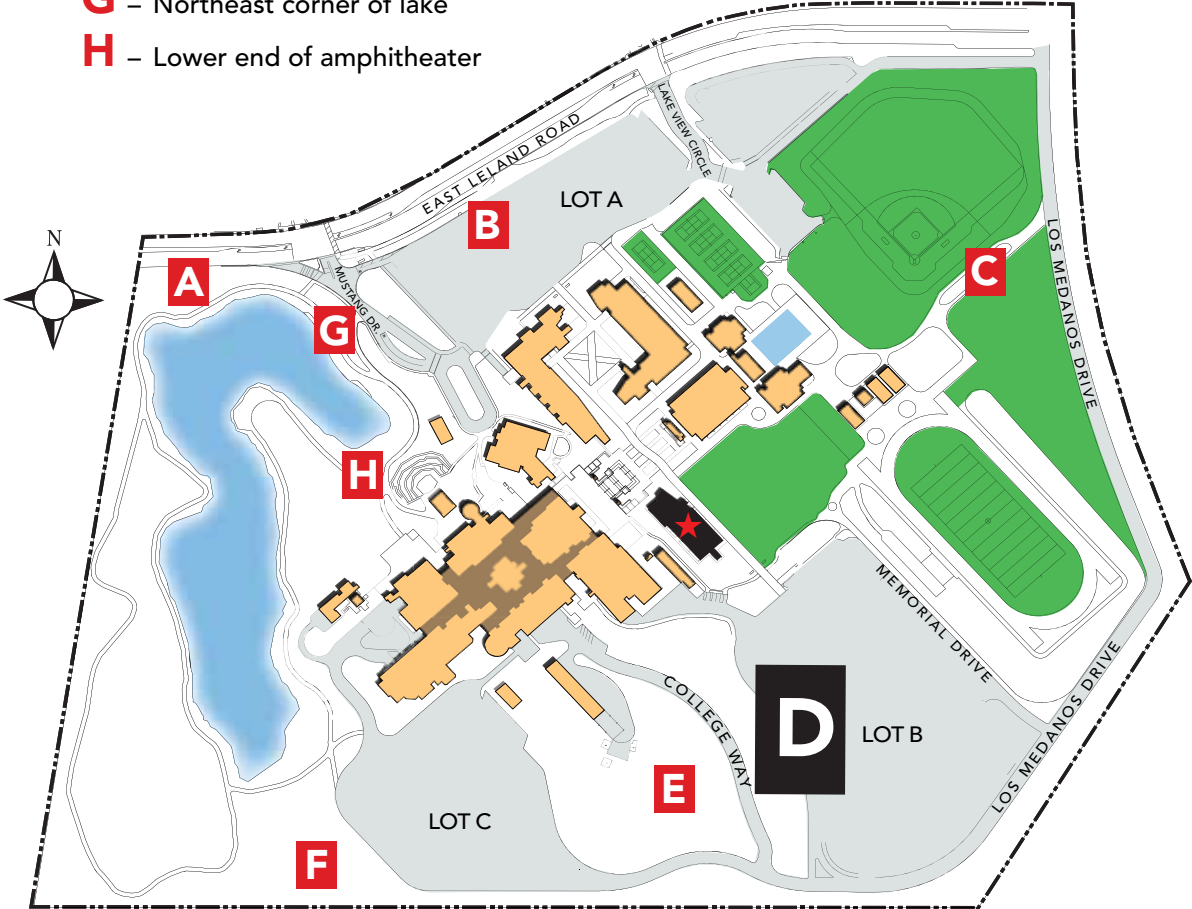 G – Northeast corner of lake
H – Lower end of amphitheater
EAST LELAND ROAD
LAKE VIEW CIRCLE
LOT A
B
N
A
MUSTANG DR.
G
C
LOS MEDANOS DRIVE
H
MEMORIAL DRIVE
COLLEGE WAY
D
LOT B
LOS MEDANOS DRIVE
E
LOT C
F